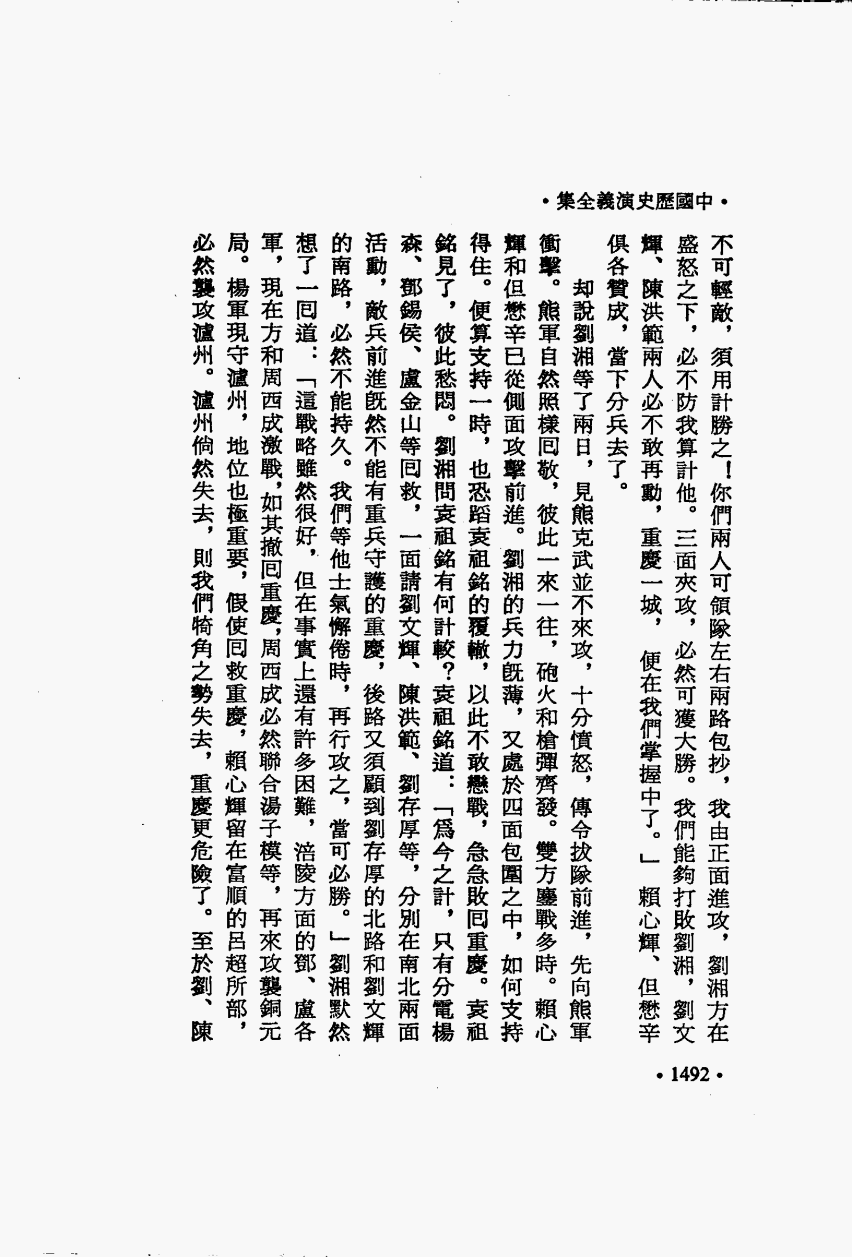 •中國歷史演義全集•
不可輕敵，須用計勝之！你們兩人可領隊左右兩路包抄，我由正面進攻，劉湘方在
盛怒之下，必不防我算計他。三面夾攻，必然可獲大勝。我們能夠打敗劉湘，劉文
輝、陳洪範兩人必不敢再動，重慶一城，便在我們掌握中了。」賴心輝、但懋辛
俱各贊成，當下分兵去了。
却說劉湘等了兩日，見熊克武並不來攻，十分憤怒，傳令拔隊前進，先向熊軍
衝擊。熊軍自然照樣回敬，彼此一來一往，砲火和槍彈齊發。雙方鏖戰多時。賴心
輝和但懋辛已從側面攻擊前進。劉湘的兵力旣薄，又處於四面包圍之中，如何支持
得住。便算支持一時，也恐蹈袁祖銘的覆轍，以此不敢戀戰，急急敗回重慶。袁祖
銘見了，彼此愁悶。劉湘問袁祖銘有何計較？袁祖銘道：「爲今之計，只有分電楊
森、鄧錫侯、盧金山等回救，一面請劉文輝、陳洪範、劉存厚等，分別在南北兩面
活動，敵兵前進旣然不能有重兵守護的重慶，後路又須顧到劉存厚的北路和劉文輝
的南路，必然不能持久。我們等他士氣懈倦時，再行攻之，當可必勝。」劉湘默然
想了一回道：「這戰略雖然很好，但在事實上還有許多困難，涪陵方面的鄧、盧各
軍，現在方和周西成激戰，如其撤回重慶，周西成必然聯合湯子模等，再來攻襲銅元
局。楊軍現守瀘州，地位也極重要，假使回救重慶，賴心輝留在富順的呂超所部，
必然襲攻瀘州。瀘州倘然失去，則我們犄角之勢失去，重慶更危險了。至於劉、陳
•1492•